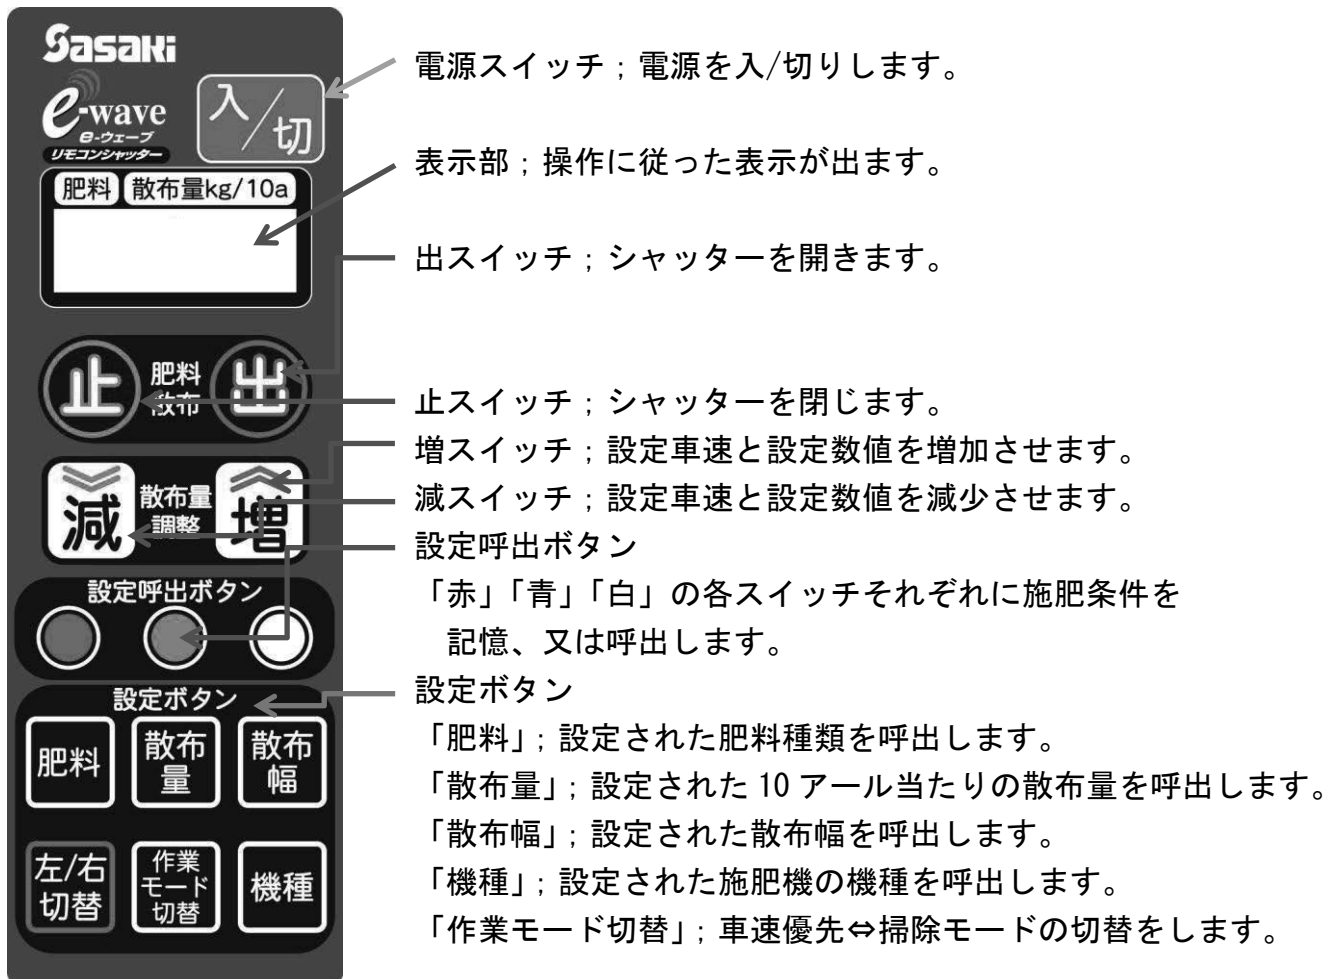 Sasaki
e-wave
e-ウェーブ
リモコンシャッター
入/切
肥料 散布量kg/10a
止 肥料散布 出
減 散布量調整 増
設定呼出ボタン
設定ボタン
肥料 散布量 散布幅
左/右切替 作業モード切替 機種
電源スイッチ；電源を入/切りします。
表示部；操作に従った表示が出ます。
出スイッチ；シャッターを開きます。
止スイッチ；シャッターを閉じます。
増スイッチ；設定車速と設定数値を増加させます。
減スイッチ；設定車速と設定数値を減少させます。
設定呼出ボタン
「赤」「青」「白」の各スイッチそれぞれに施肥条件を
記憶、又は呼出します。
設定ボタン
「肥料」；設定された肥料種類を呼出します。
「散布量」；設定された 10 アール当たりの散布量を呼出します。
「散布幅」；設定された散布幅を呼出します。
「機種」；設定された施肥機の機種を呼出します。
「作業モード切替」；車速優先⇔掃除モードの切替をします。